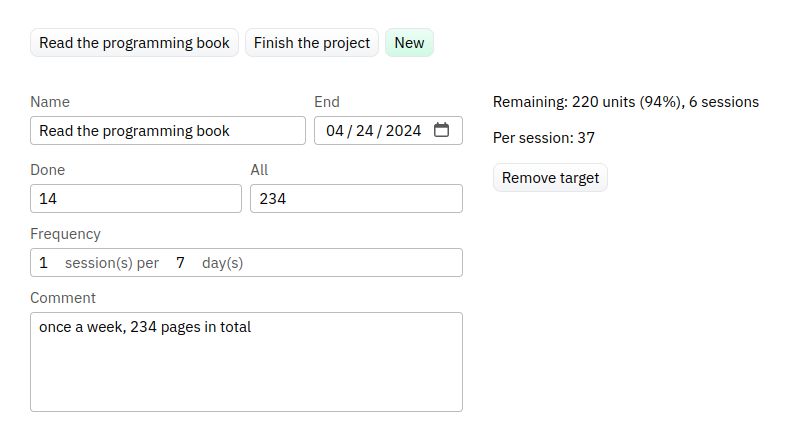 Read the programming book Finish the project New
Name End
Remaining: 220 units (94%), 6 sessions
Read the programming book 04 / 24 / 2024
Per session: 37
Done All
Remove target
14 234
Frequency
1 session(s) per 7 day(s)
Comment
once a week, 234 pages in total